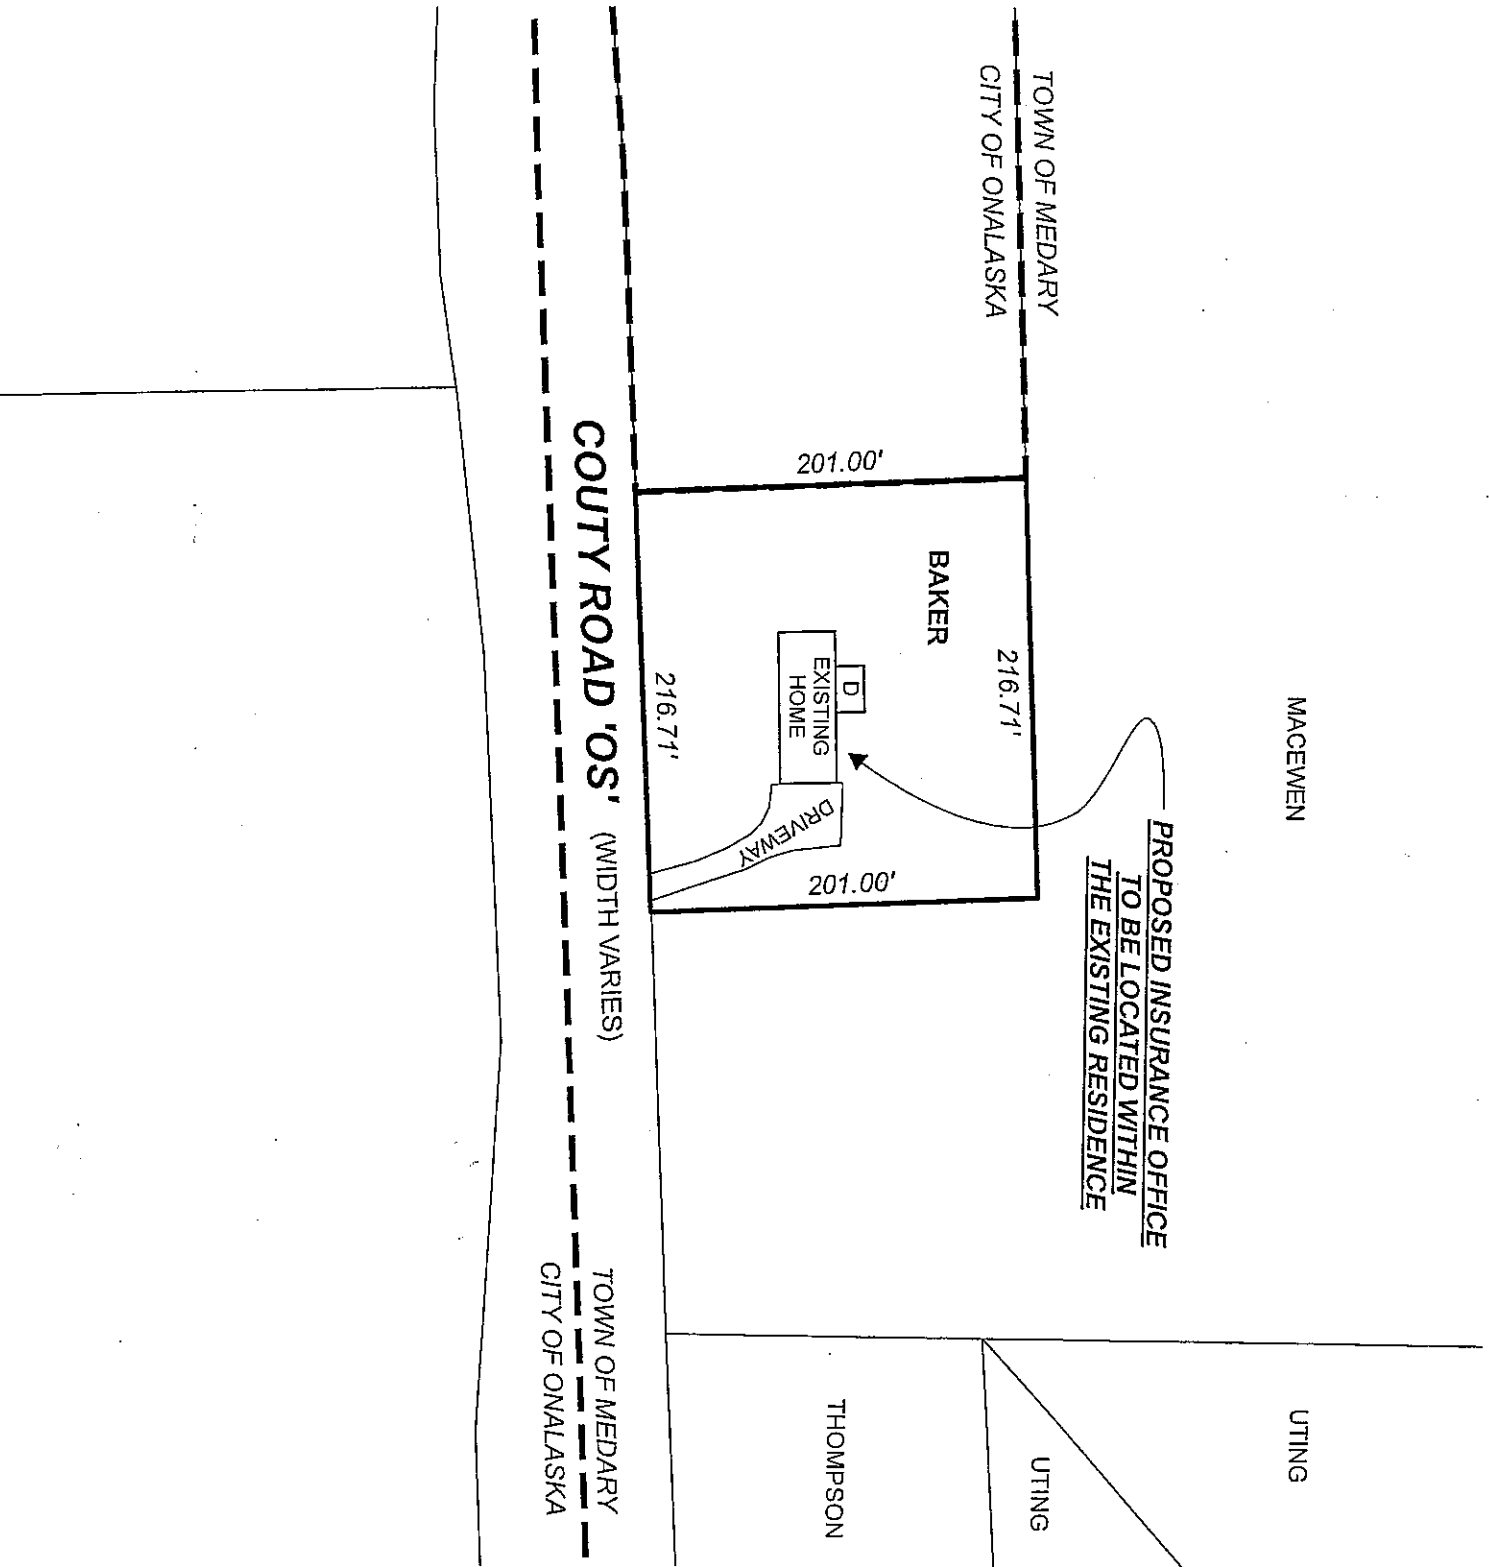 TOWN OF MEDARY
CITY OF ONALASKA
MACEWEN
PROPOSED INSURANCE OFFICE
TO BE LOCATED WITHIN
THE EXISTING RESIDENCE
UTING
UTING
THOMPSON
216.71'
BAKER
201.00'
201.00'
D
EXISTING
HOME
DRIVEWAY
216.71'
COUTY ROAD 'OS' (WIDTH VARIES)
TOWN OF MEDARY
CITY OF ONALASKA